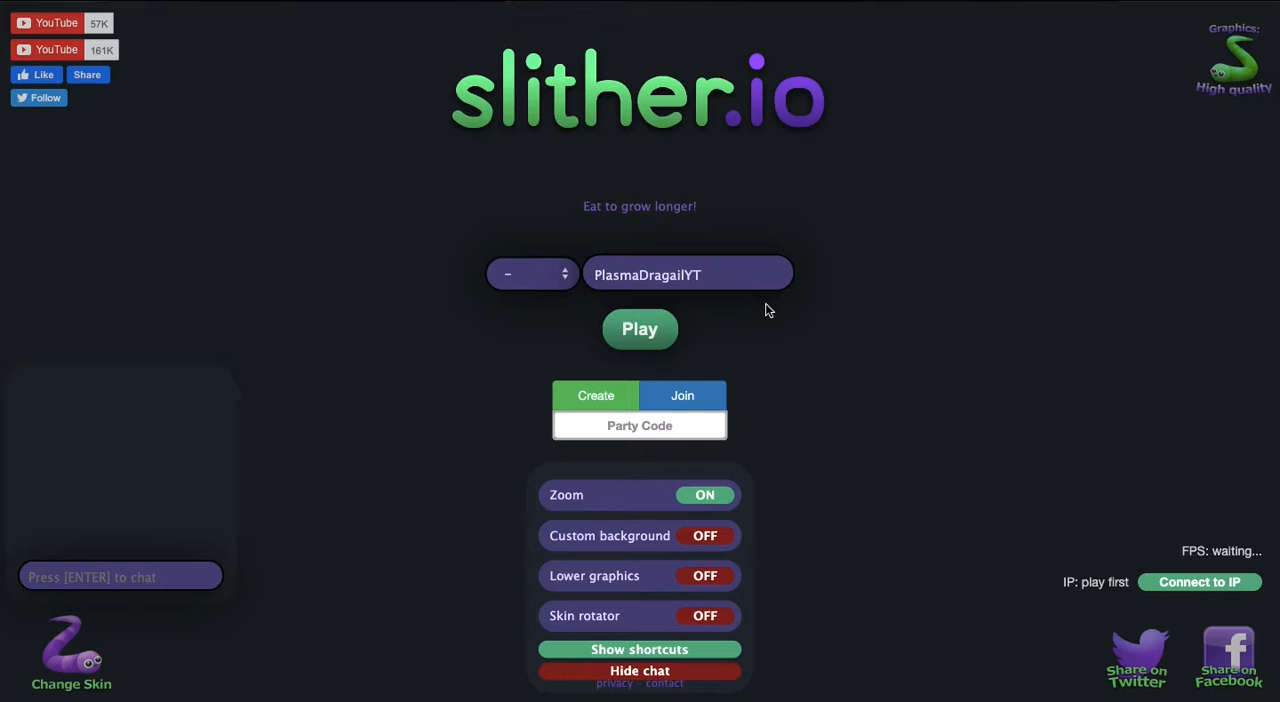 YouTube 57K
YouTube 161K
Like Share
Follow
slither.io
Graphics:
High quality
Eat to grow longer!
– PlasmaDragailYT
Play
Create Join
Party Code
Zoom ON
Custom background OFF
Lower graphics OFF
Skin rotator OFF
Show shortcuts
Hide chat
privacy - contact
Press [ENTER] to chat
Change Skin
FPS: waiting...
IP: play first Connect to IP
Share on
Twitter
Share on
Facebook